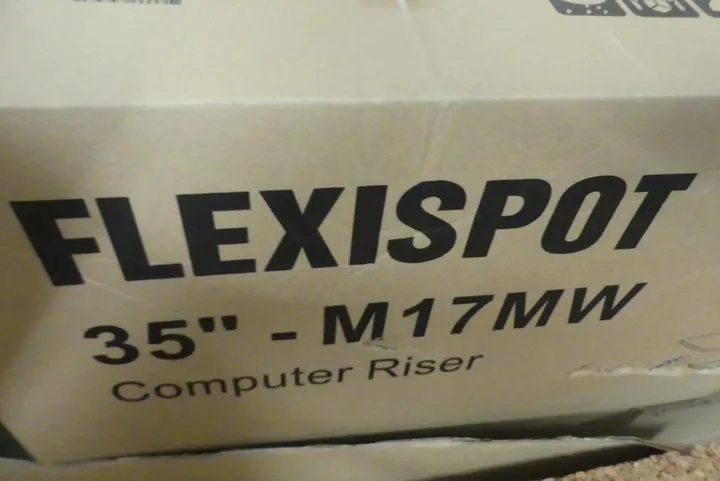 FLEXISPOT
35" - M17MW
Computer Riser